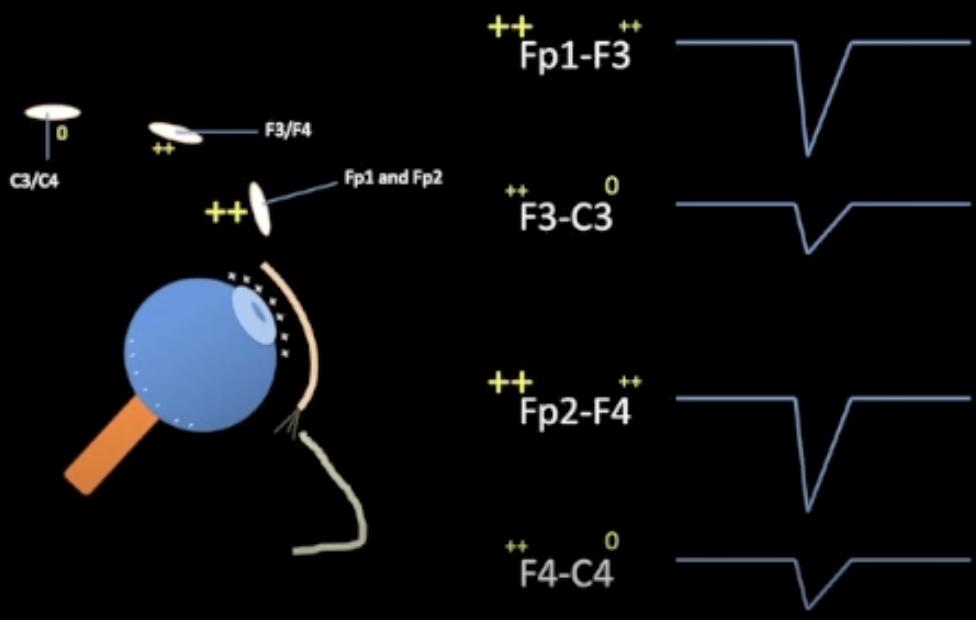 0
C3/C4
++
F3/F4
++
Fp1 and Fp2
++ ++
Fp1-F3
++ 0
F3-C3
++ ++
Fp2-F4
++ 0
F4-C4